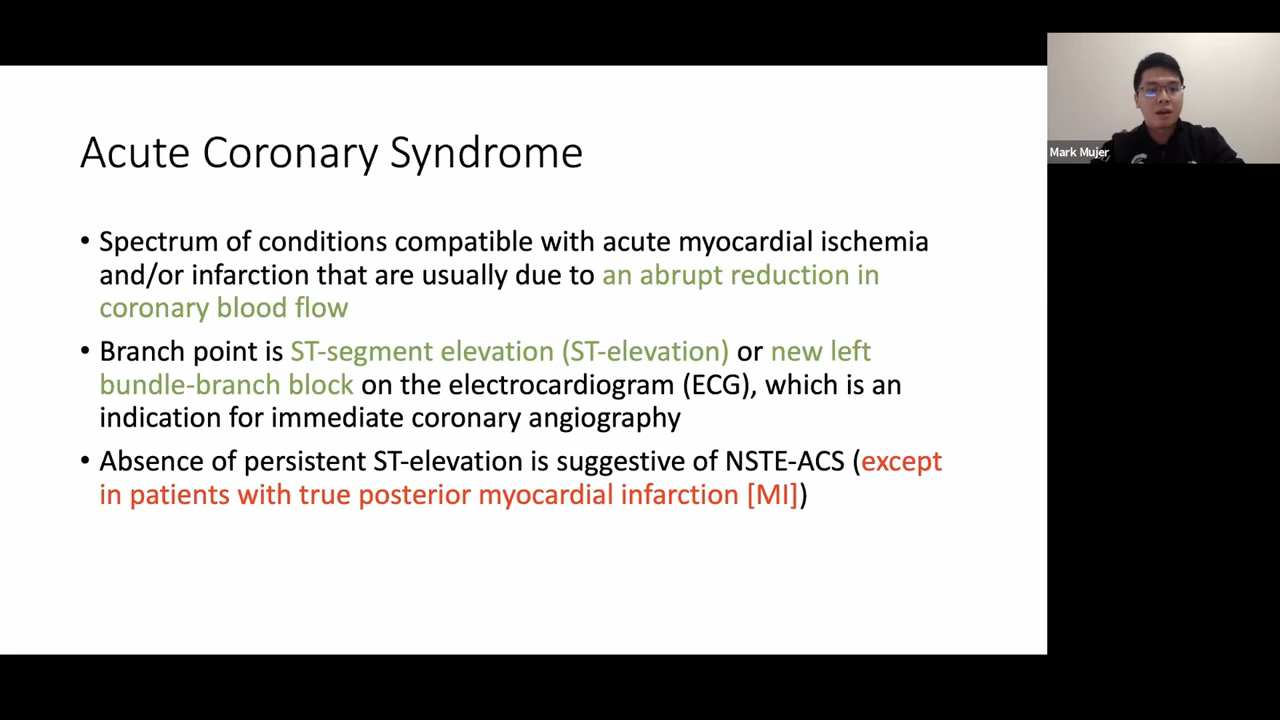 Acute Coronary Syndrome
• Spectrum of conditions compatible with acute myocardial ischemia
and/or infarction that are usually due to an abrupt reduction in
coronary blood flow
• Branch point is ST-segment elevation (ST-elevation) or new left
bundle-branch block on the electrocardiogram (ECG), which is an
indication for immediate coronary angiography
• Absence of persistent ST-elevation is suggestive of NSTE-ACS (except
in patients with true posterior myocardial infarction [MI])
Mark Mujer